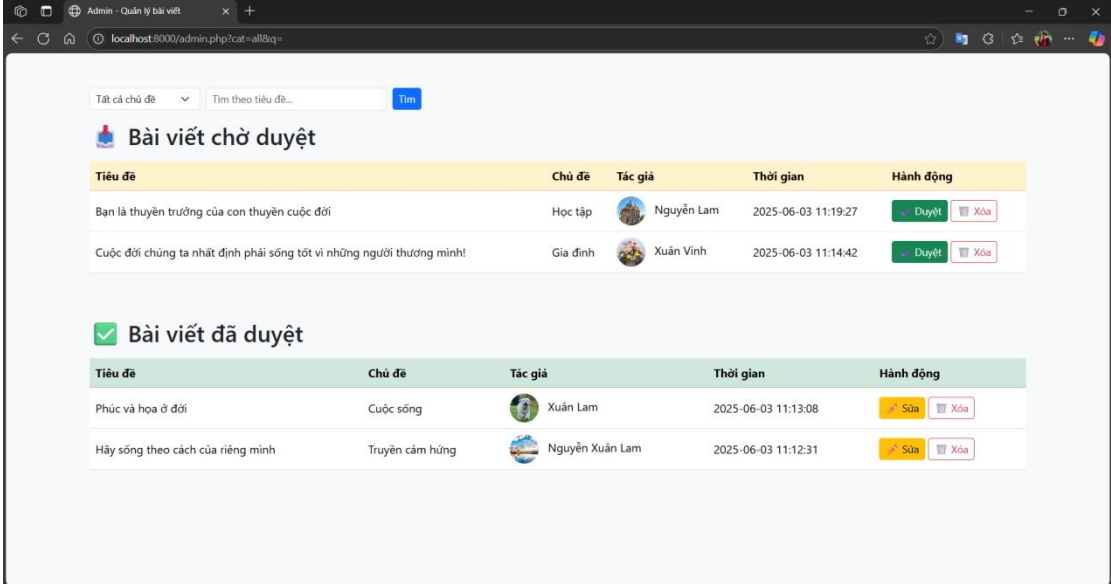 Admin - Quản lý bài viết
localhost:8000/admin.php?cat=all&q=
Tất cả chủ đề Tìm theo tiêu đề... Tìm
Bài viết chờ duyệt
Tiêu đề Chủ đề Tác giả Thời gian Hành động
Bạn là thuyền trưởng của con thuyền cuộc đời Học tập Nguyễn Lam 2025-06-03 11:19:27 Duyệt Xóa
Cuộc đời chúng ta nhất định phải sống tốt vì những người thương mình! Gia đình Xuân Vinh 2025-06-03 11:14:42 Duyệt Xóa
Bài viết đã duyệt
Tiêu đề Chủ đề Tác giả Thời gian Hành động
Phúc và họa ở đời Cuộc sống Xuân Lam 2025-06-03 11:13:08 Sửa Xóa
Hãy sống theo cách của riêng mình Truyền cảm hứng Nguyễn Xuân Lam 2025-06-03 11:12:31 Sửa Xóa